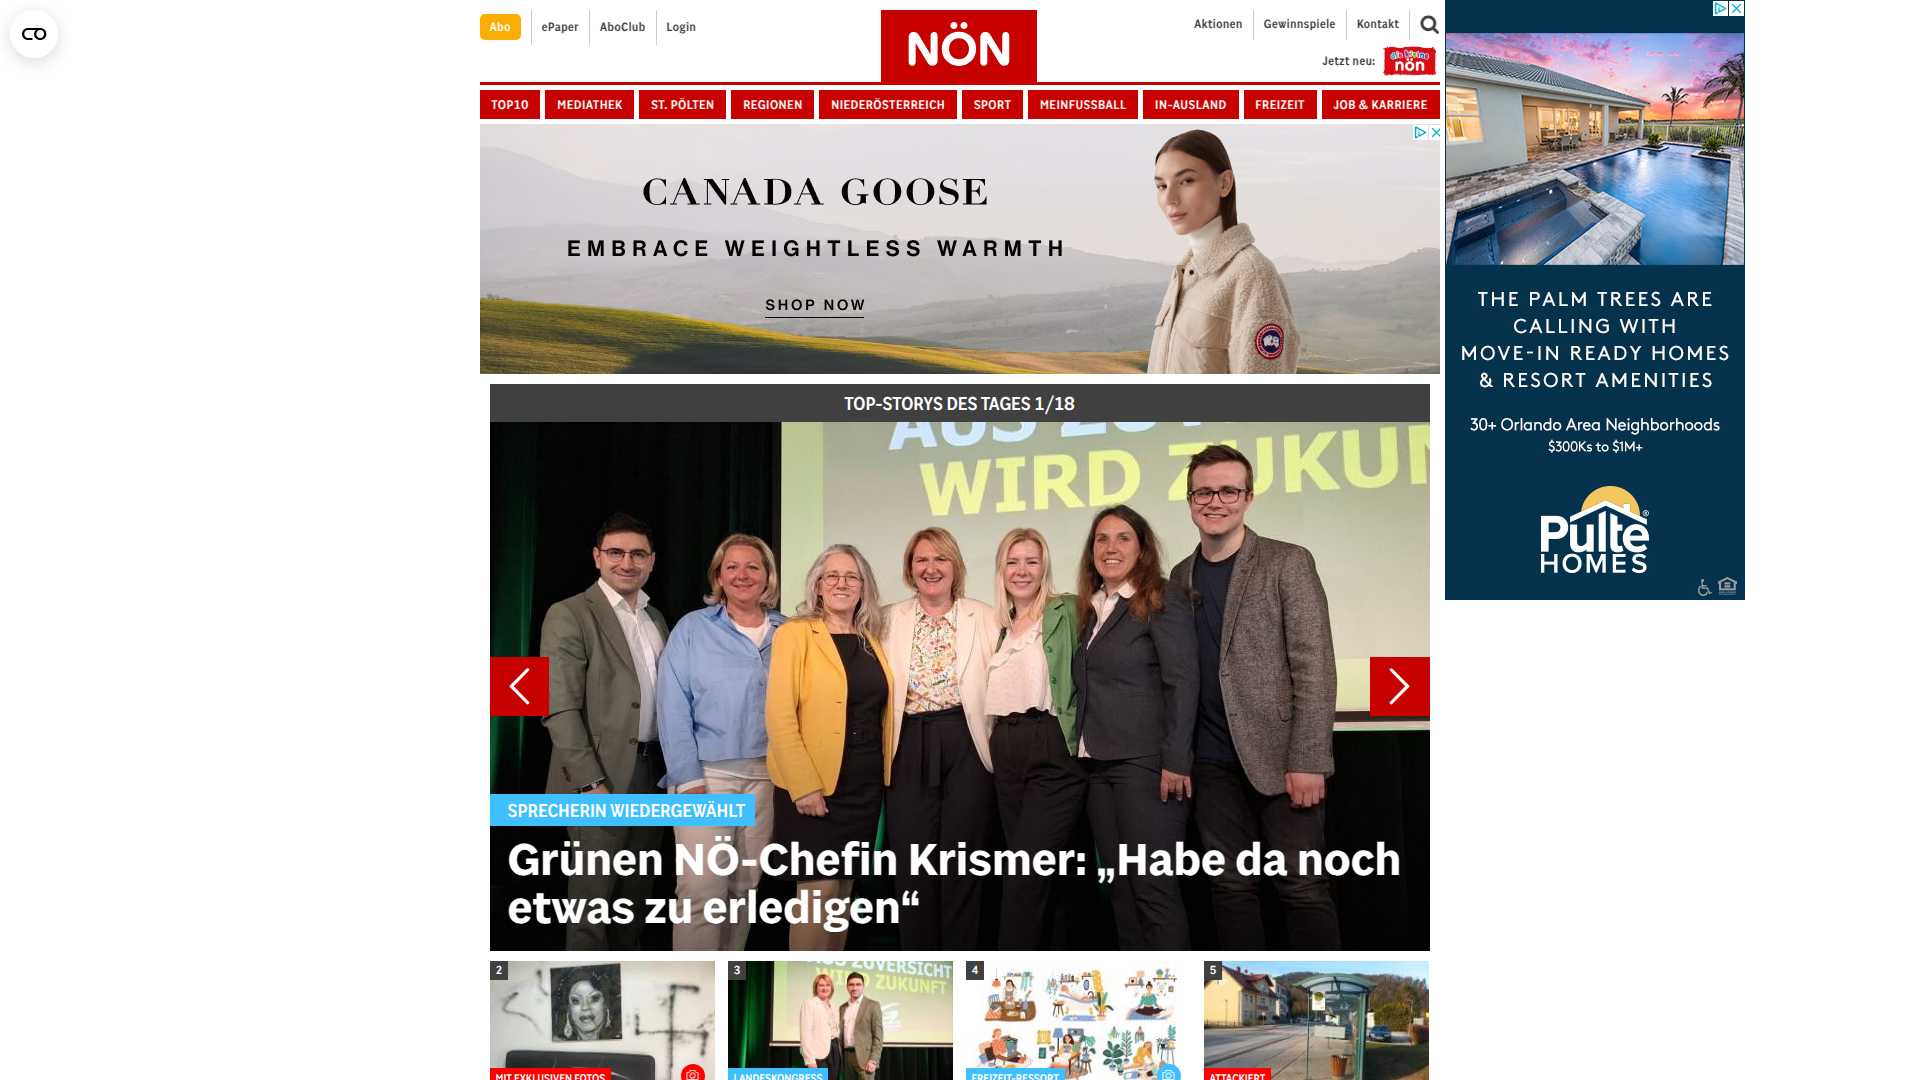 Abo
ePaper
AboClub
Login
NÖN
Aktionen
Gewinnspiele
Kontakt
Jetzt neu:
die kleine
nön
TOP10
MEDIATHEK
ST. PÖLTEN
REGIONEN
NIEDERÖSTERREICH
SPORT
MEINFUSSBALL
IN-AUSLAND
FREIZEIT
JOB & KARRIERE
CANADA GOOSE
EMBRACE WEIGHTLESS WARMTH
SHOP NOW
THE PALM TREES ARE
CALLING WITH
MOVE-IN READY HOMES
& RESORT AMENITIES
30+ Orlando Area Neighborhoods
$300Ks to $1M+
Pulte®
HOMES
TOP-STORYS DES TAGES 1/18
WIRD ZUKUN
SPRECHERIN WIEDERGEWÄHLT
Grünen NÖ-Chefin Krismer: „Habe da noch
etwas zu erledigen“
2
MIT EXKLUSIVEN FOTOS
3
AUS ZUVERSICHT
WIRD ZUKUNFT
LANDESKONGRESS
4
FREIZEIT-RESSORT
5
ATTACKIERT